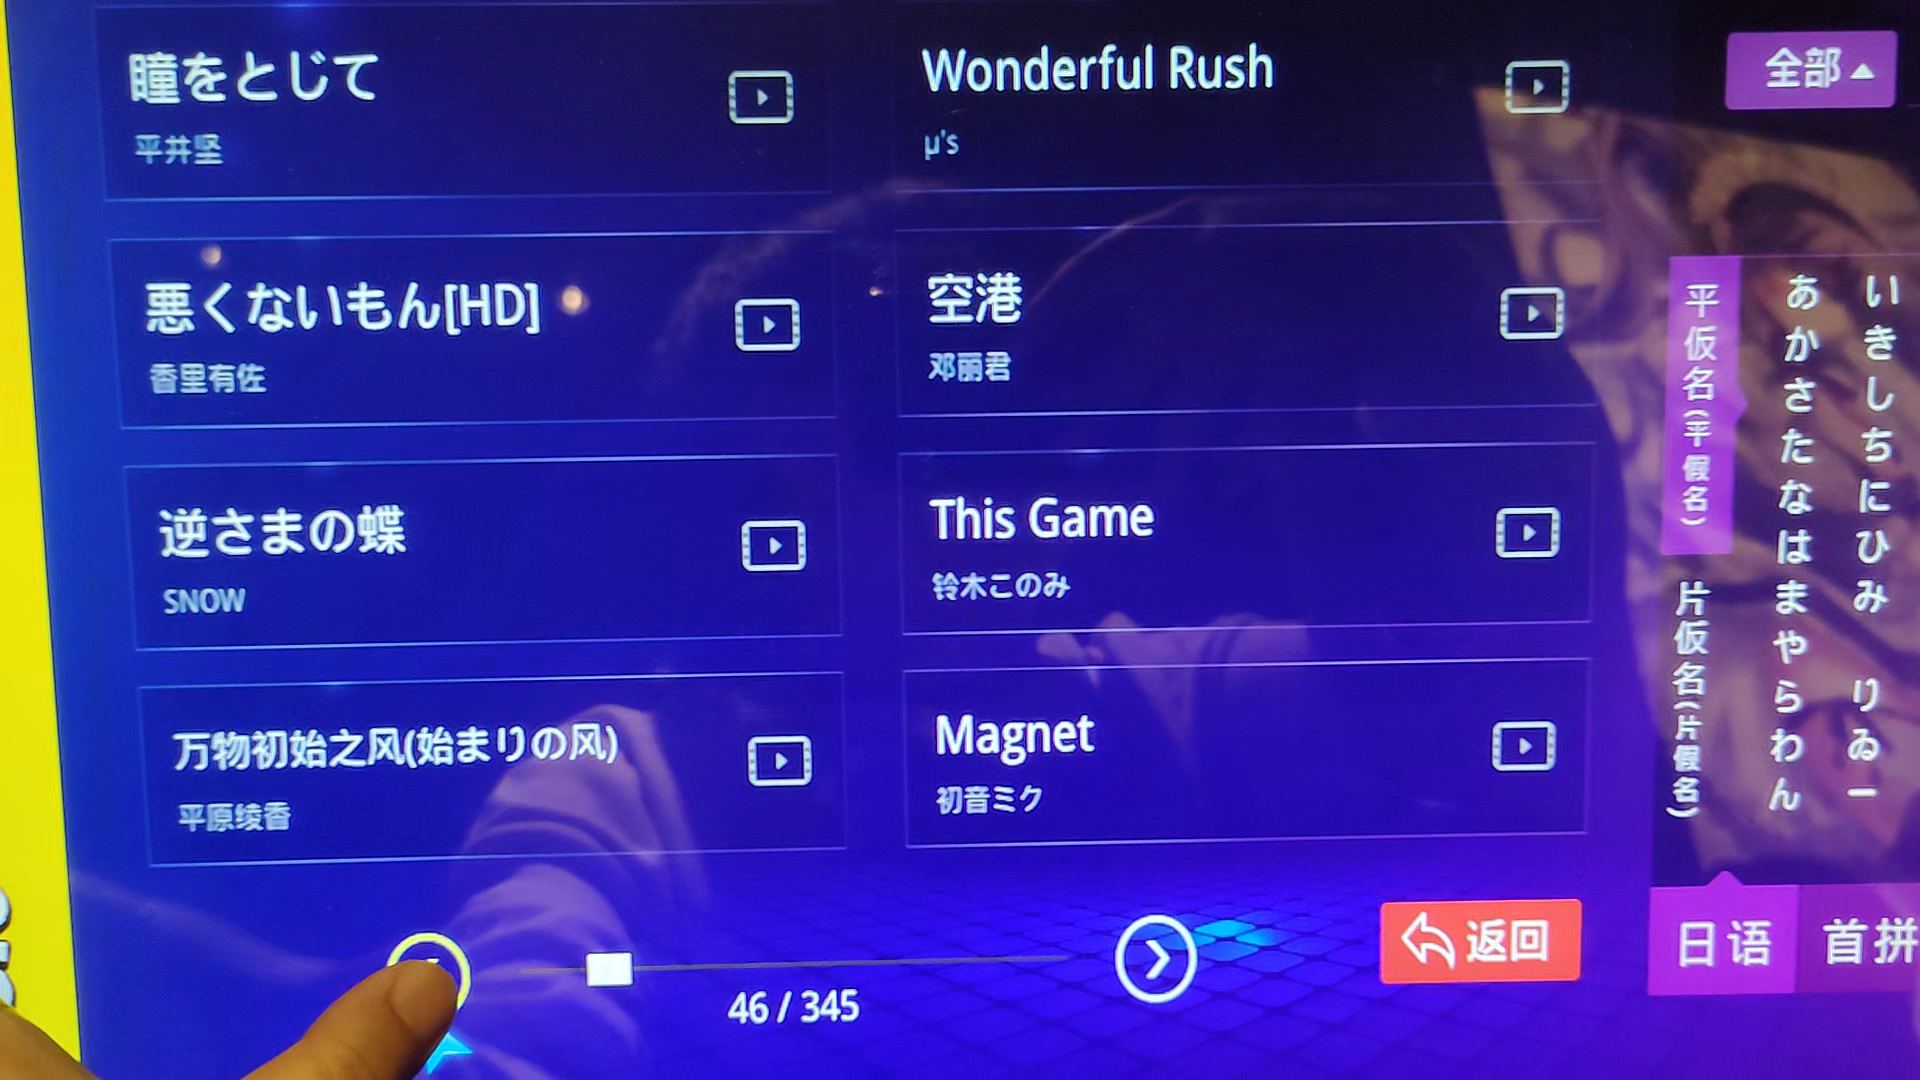 瞳をとじて
平井坚
Wonderful Rush
μ's
悪くないもん[HD]
香里有佐
空港
邓丽君
逆さまの蝶
SNOW
This Game
铃木このみ
万物初始之风(始まりの风)
平原绫香
Magnet
初音ミク
46 / 345
返回
全部
平仮名(平假名)
片仮名(片假名)
あかさたなはまやらわん
いきしちにひみ りゐー
日语
首拼